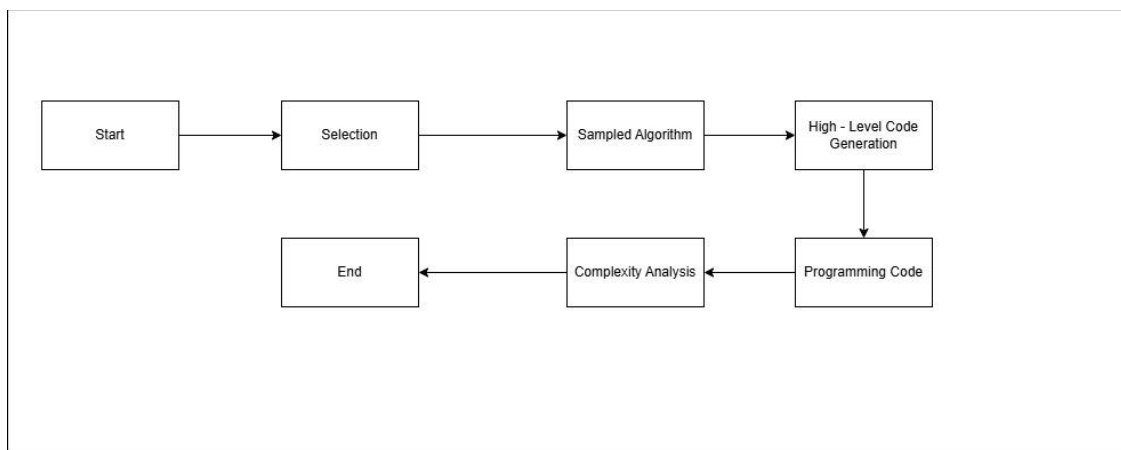 Start
Selection
Sampled Algorithm
High - Level Code
Generation
End
Complexity Analysis
Programming Code